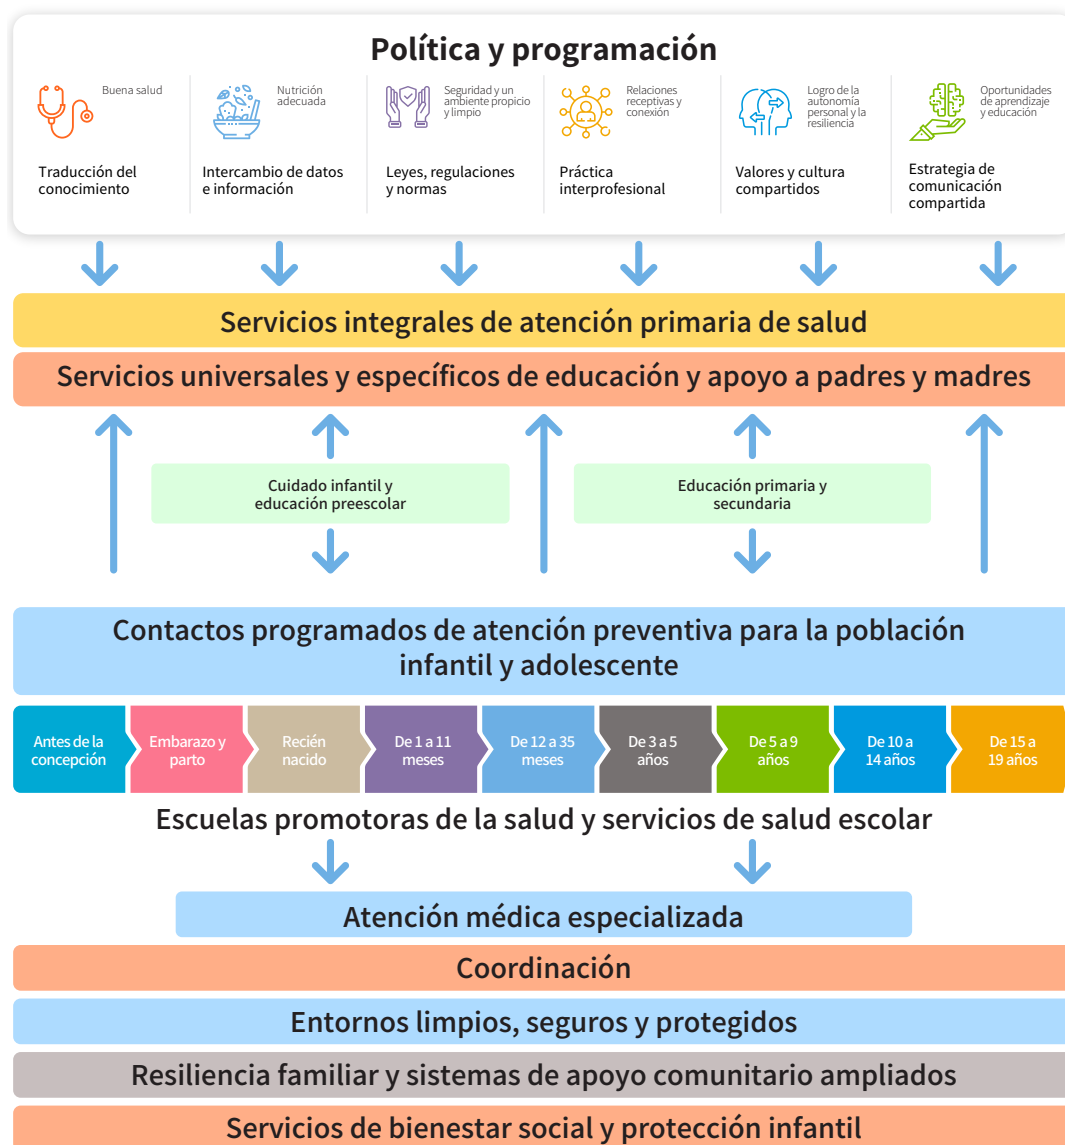 Política y programación
Buena salud
Traducción del
conocimiento
Nutrición
adecuada
Intercambio de datos
e información
Seguridad y un
ambiente propicio
y limpio
Leyes, regulaciones
y normas
Relaciones
receptivas y
conexión
Práctica
interprofesional
Logro de la
autonomía
personal y la
resiliencia
Valores y cultura
compartidos
Oportunidades
de aprendizaje
y educación
Estrategia de
comunicación
compartida
Servicios integrales de atención primaria de salud
Servicios universales y específicos de educación y apoyo a padres y madres
Cuidado infantil y
educación preescolar
Educación primaria y
secundaria
Contactos programados de atención preventiva para la población
infantil y adolescente
Antes de la
concepción
Embarazo y
parto
Recién
nacido
De 1 a 11
meses
De 12 a 35
meses
De 3 a 5
años
De 5 a 9
años
De 10 a
14 años
De 15 a
19 años
Escuelas promotoras de la salud y servicios de salud escolar
Atención médica especializada
Coordinación
Entornos limpios, seguros y protegidos
Resiliencia familiar y sistemas de apoyo comunitario ampliados
Servicios de bienestar social y protección infantil